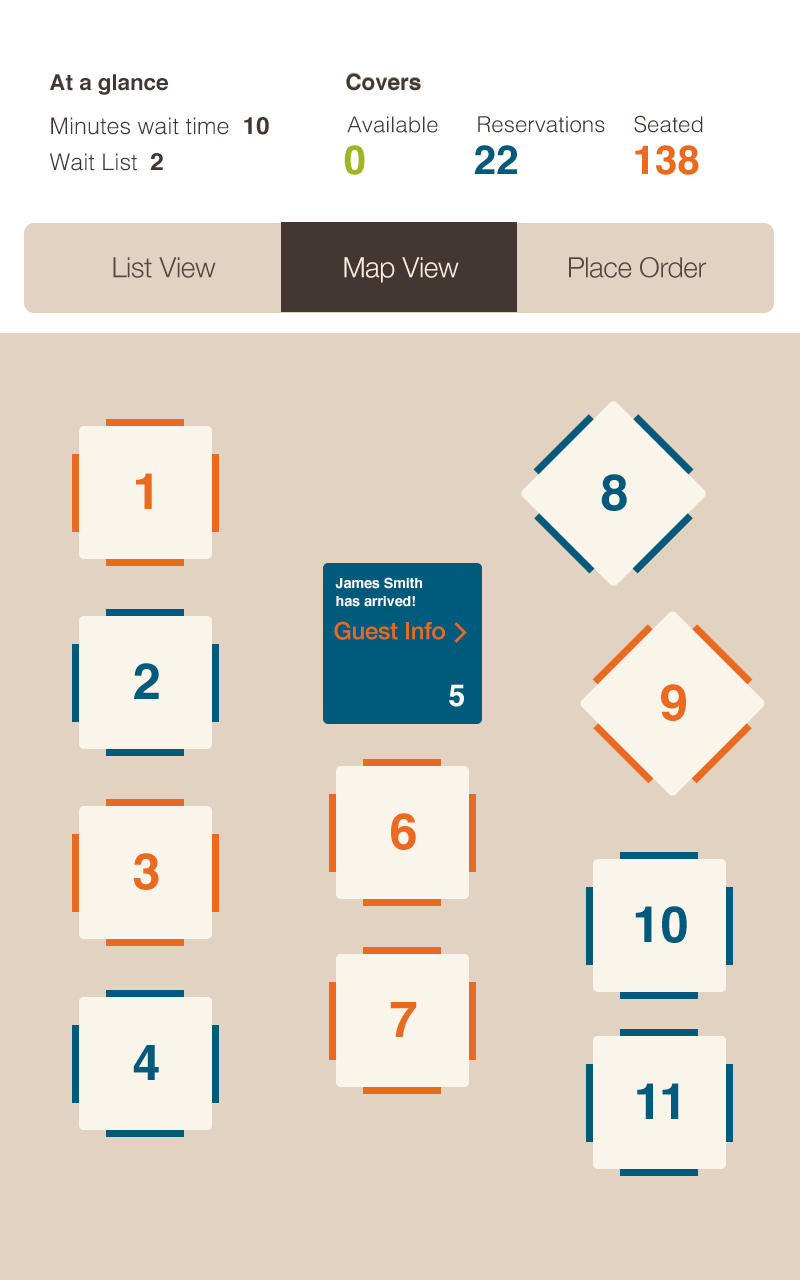 At a glance
Minutes wait time 10
Wait List 2
Covers
Available
0
Reservations
22
Seated
138
List View
Map View
Place Order
1
2
3
4
James Smith
has arrived!
Guest Info >
5
6
7
8
9
10
11